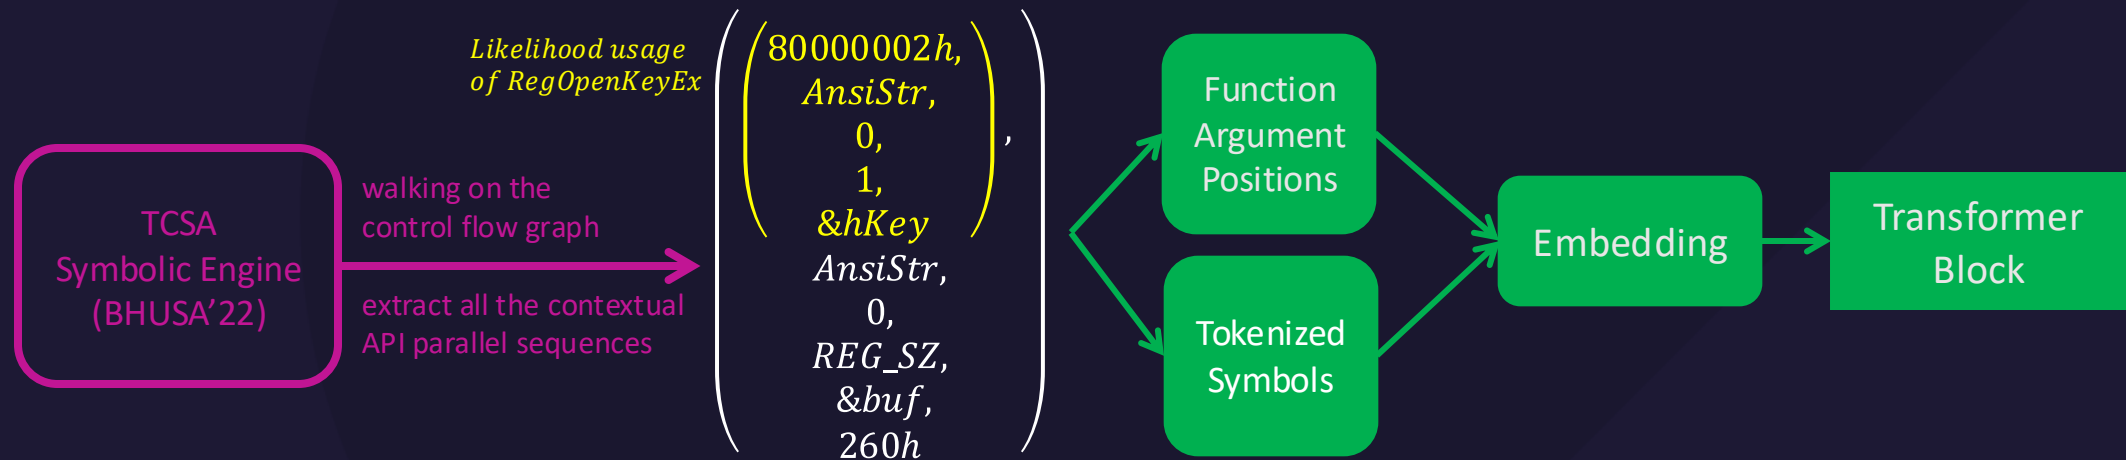 Likelihood usage
of RegOpenKeyEx
TCSA
Symbolic Engine
(BHUSA’22)
walking on the
control flow graph
extract all the contextual
API parallel sequences
80000002h,
AnsiStr,
0,
1,
&hKey
,
AnsiStr,
0,
REG_SZ,
&buf,
260h
Function
Argument
Positions
Tokenized
Symbols
Embedding
Transformer
Block